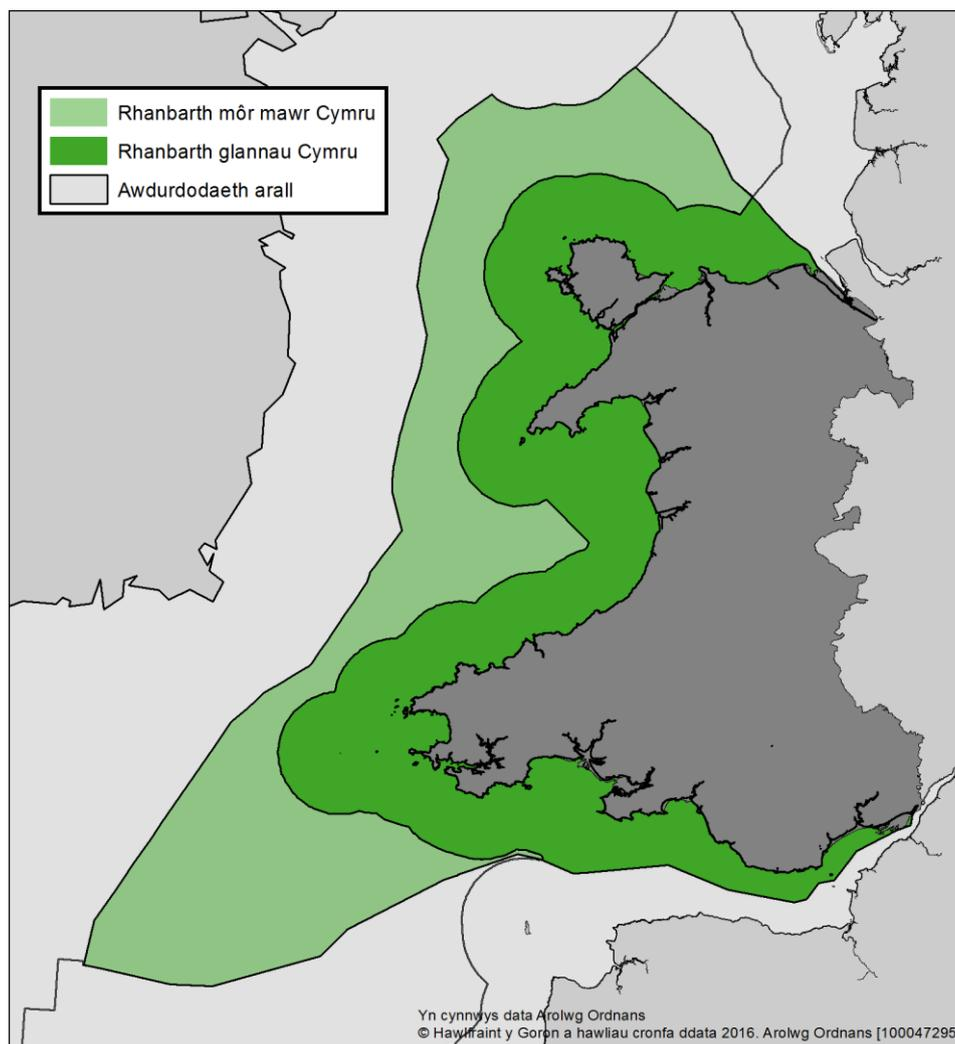 Rhanbarth môr mawr Cymru
Rhanbarth glannau Cymru
Awdurdodaeth arall
Yn cynnwys data Arolwg Ordnans
© Hawlfraint y Goron a hawliau cronfa ddata 2016. Arolwg Ordnans [100047295